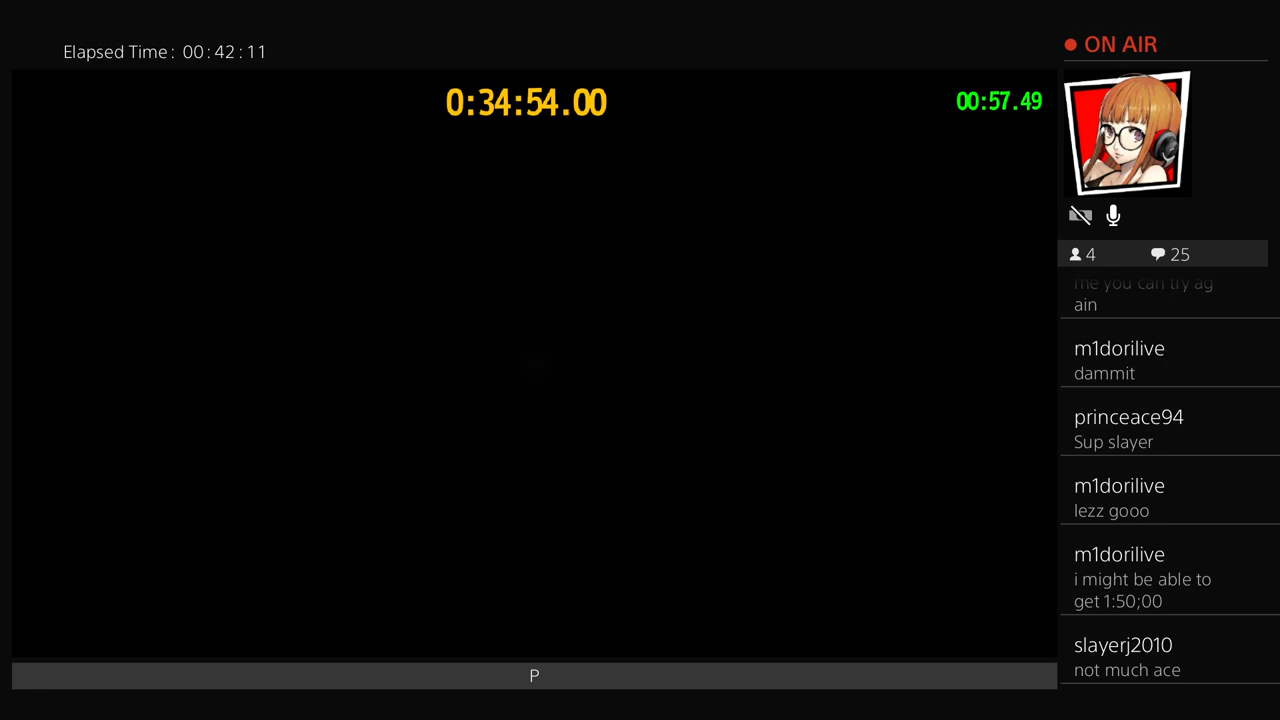 Elapsed Time: 00:42:11
ON AIR
0:34:54.00
00:57.49
4
25
me you can try ag
ain
m1dorilive
dammit
princeace94
Sup slayer
m1dorilive
lezz gooo
m1dorilive
i might be able to
get 1:50;00
slayerj2010
not much ace
P